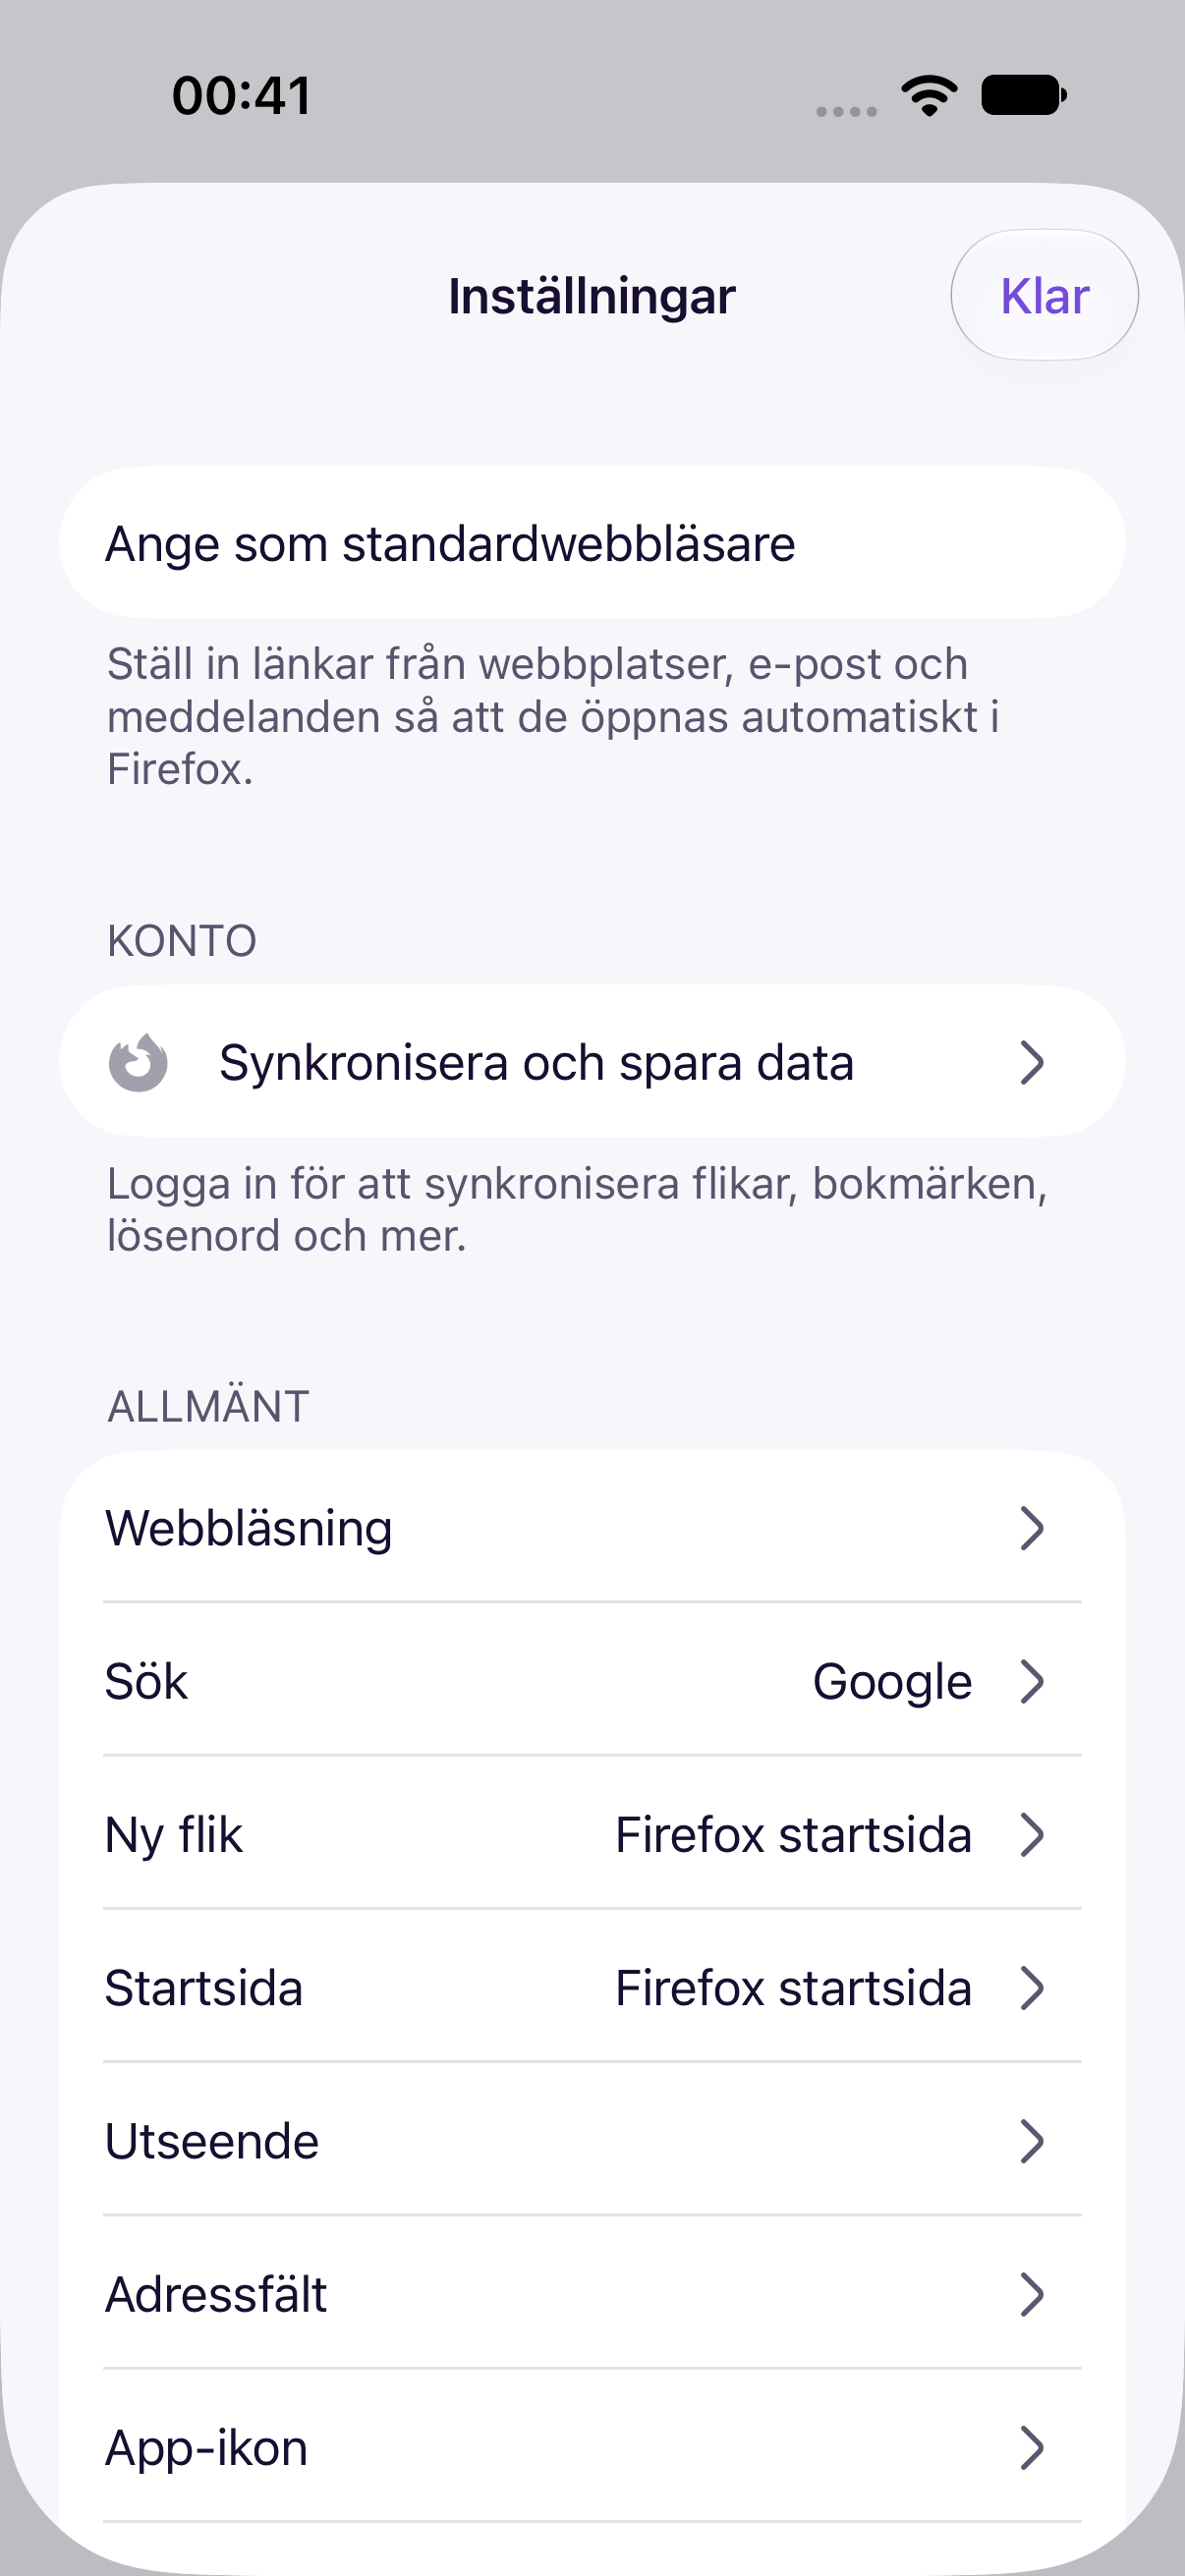 00:41
Inställningar
Klar
Ange som standardwebbläsare
Ställ in länkar från webbplatser, e-post och
meddelanden så att de öppnas automatiskt i
Firefox.
KONTO
Synkronisera och spara data
Logga in för att synkronisera flikar, bokmärken,
lösenord och mer.
ALLMÄNT
Webbläsning
Sök Google
Ny flik Firefox startsida
Startsida Firefox startsida
Utseende
Adressfält
App-ikon